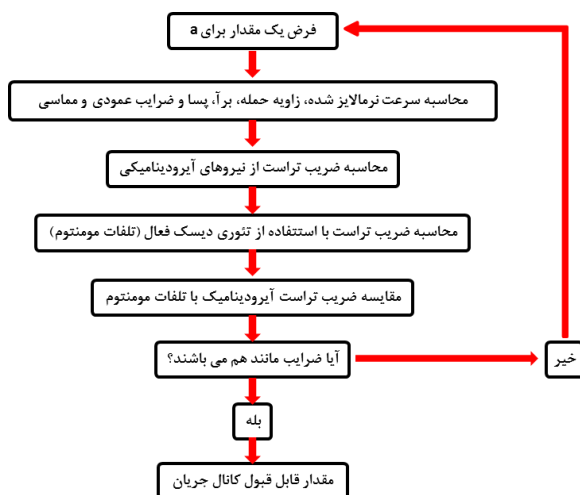 فرض یک مقدار برای a
محاسبه سرعت نرمالایز شده، زاویه حمله، برآ، پسا و ضرایب عمودی و مماسی
محاسبه ضریب تراست از نیروهای آیرودینامیکی
محاسبه ضریب تراست با استتفاده از تئوری دیسک فعال (تلفات مومنتوم)
مقایسه ضریب تراست آیرودینامیک با تلفات مومنتوم
آیا ضرایب مانند هم می باشند؟
خیر
بله
مقدار قابل قبول کانال جریان